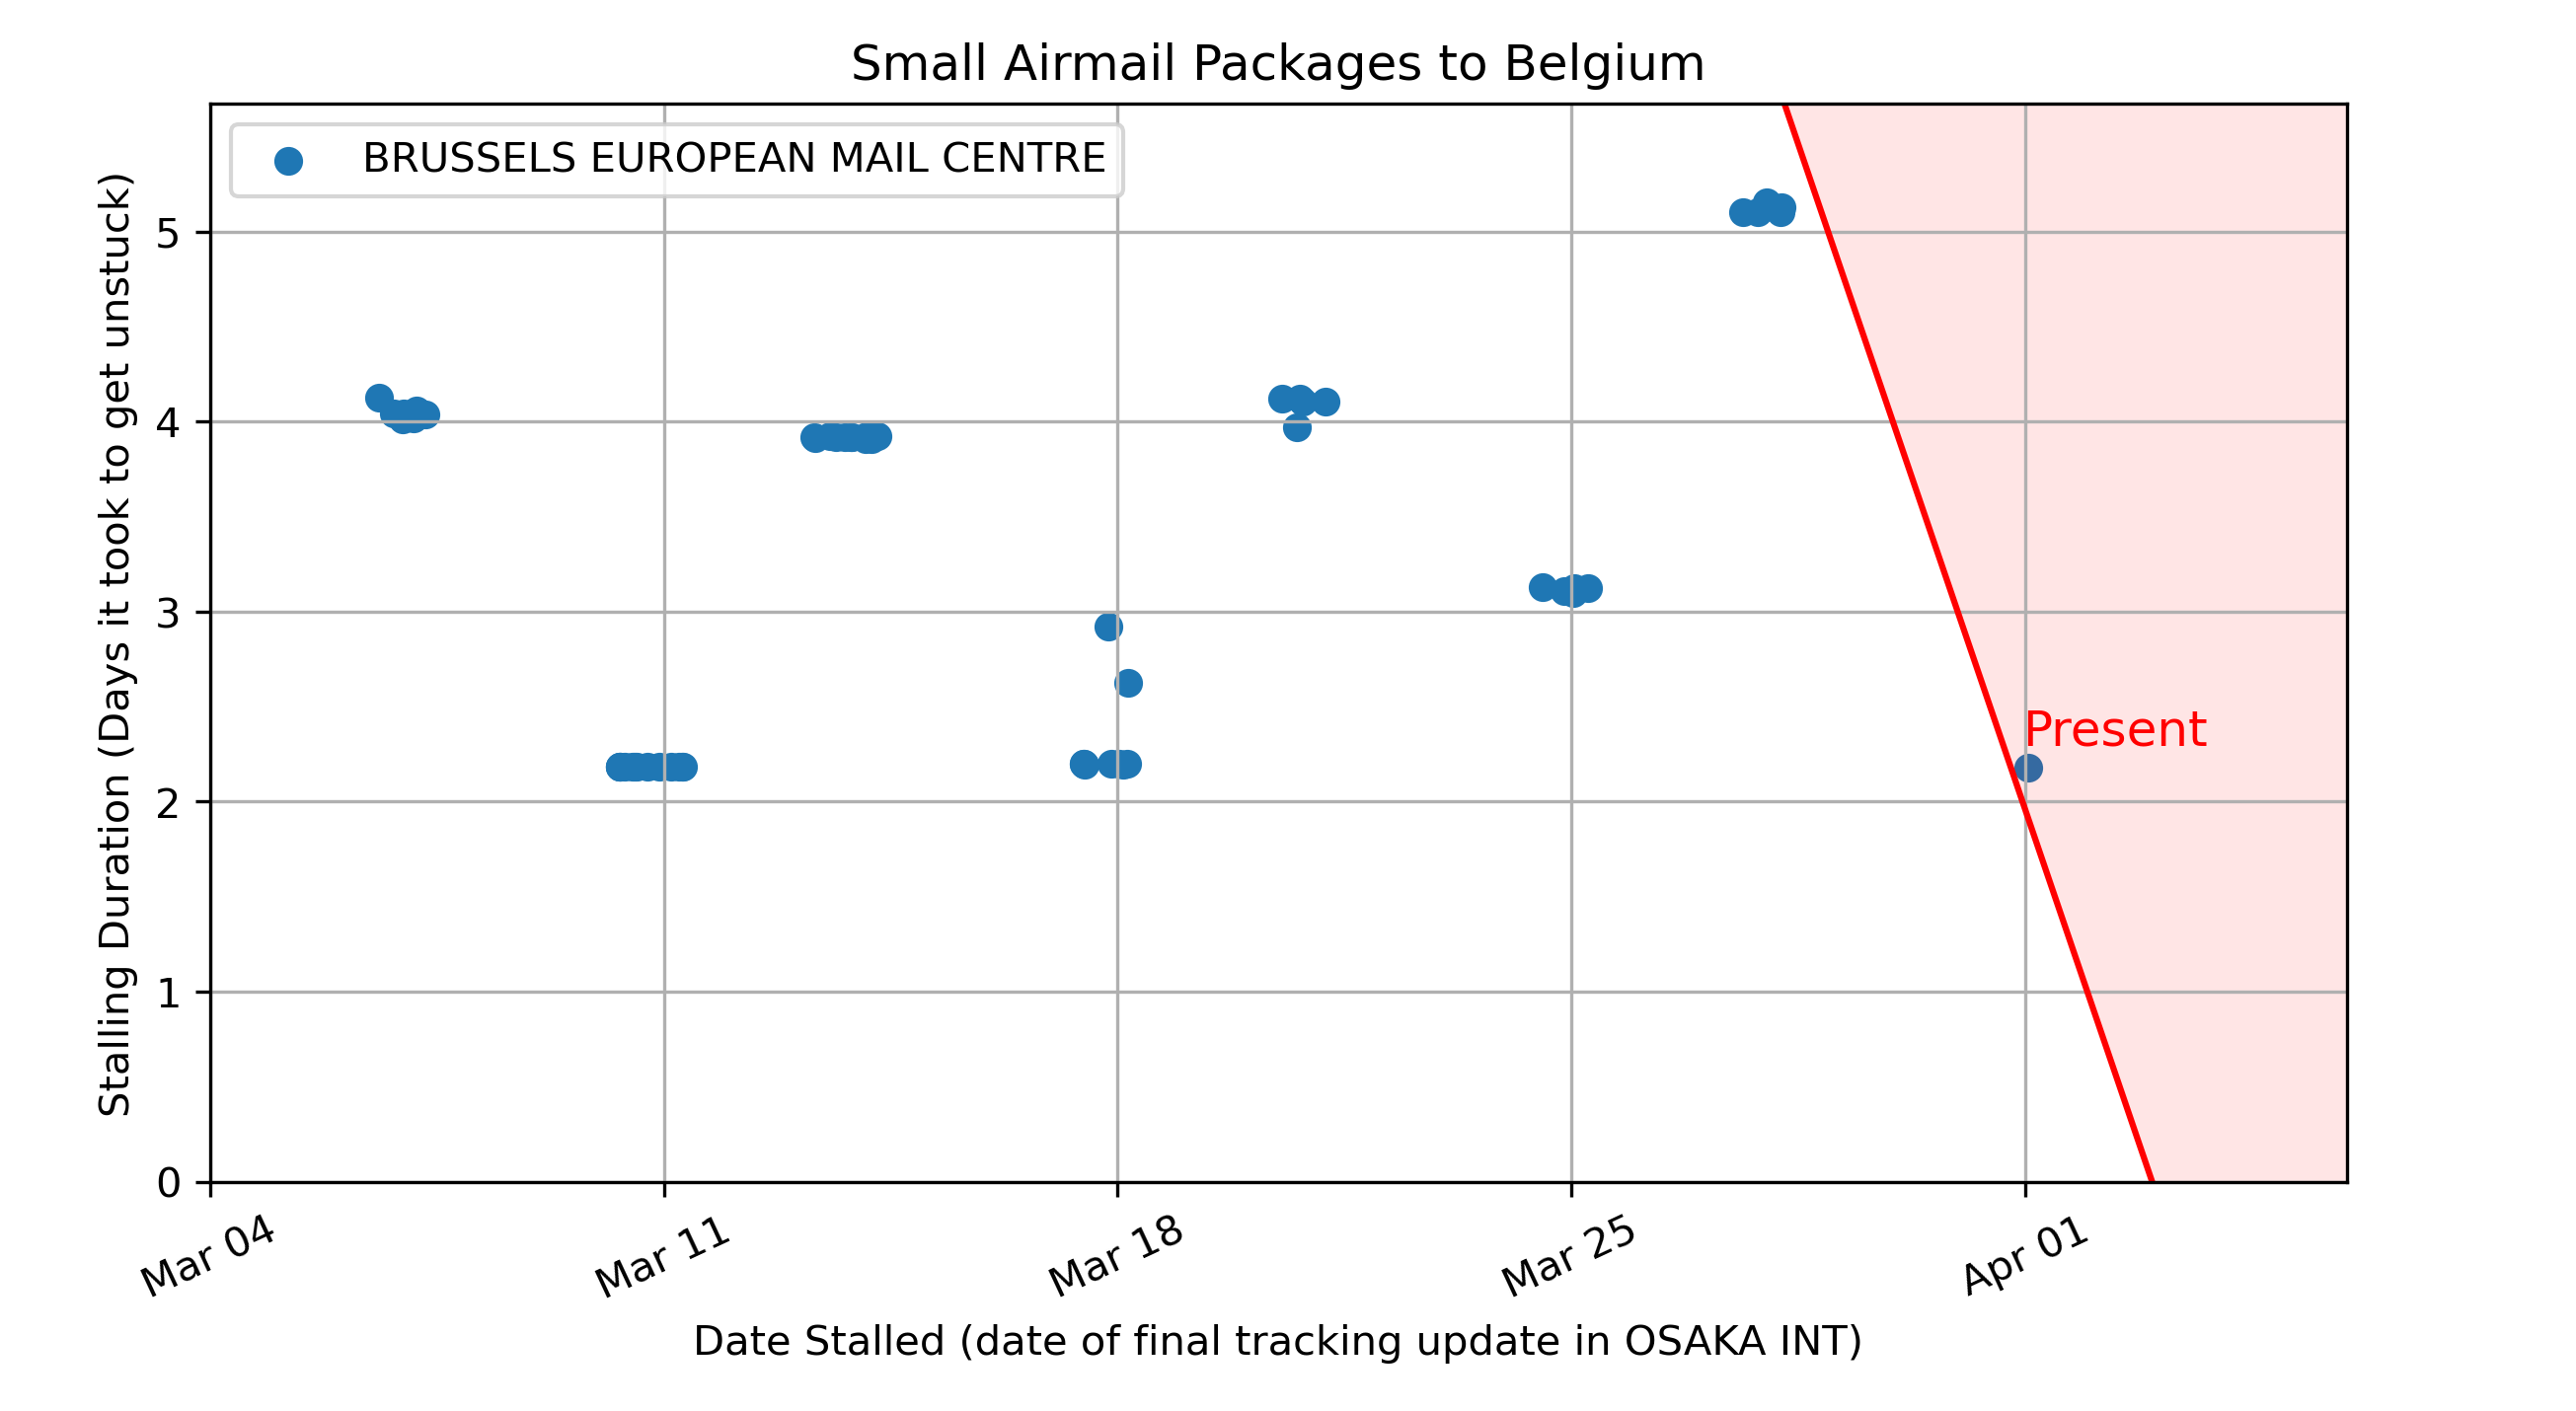 Small Airmail Packages to Belgium
BRUSSELS EUROPEAN MAIL CENTRE
Stalling Duration (Days it took to get unstuck)
5
4
3
2
1
0
Present
Mar 04
Mar 11
Mar 18
Mar 25
Apr 01
Date Stalled (date of final tracking update in OSAKA INT)